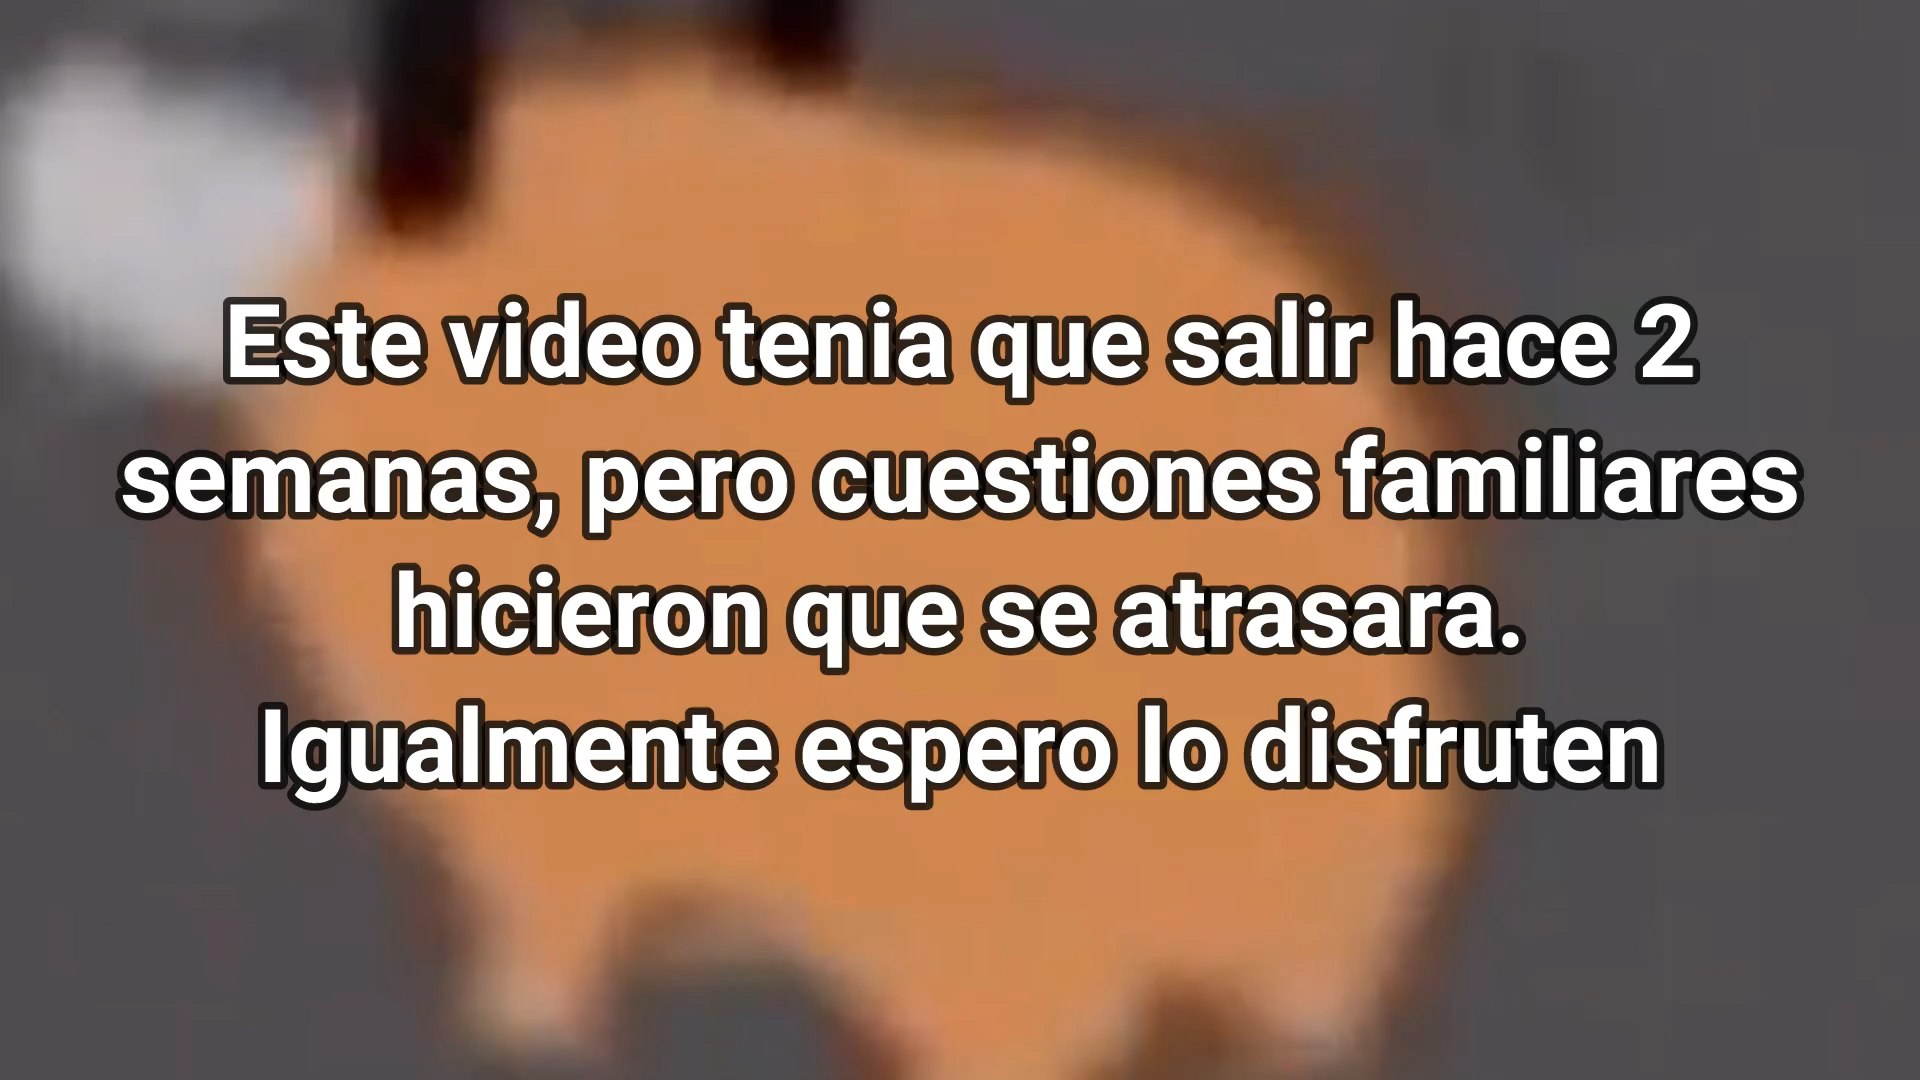 Este video tenia que salir hace 2
semanas, pero cuestiones familiares
hicieron que se atrasara.
Igualmente espero lo disfruten